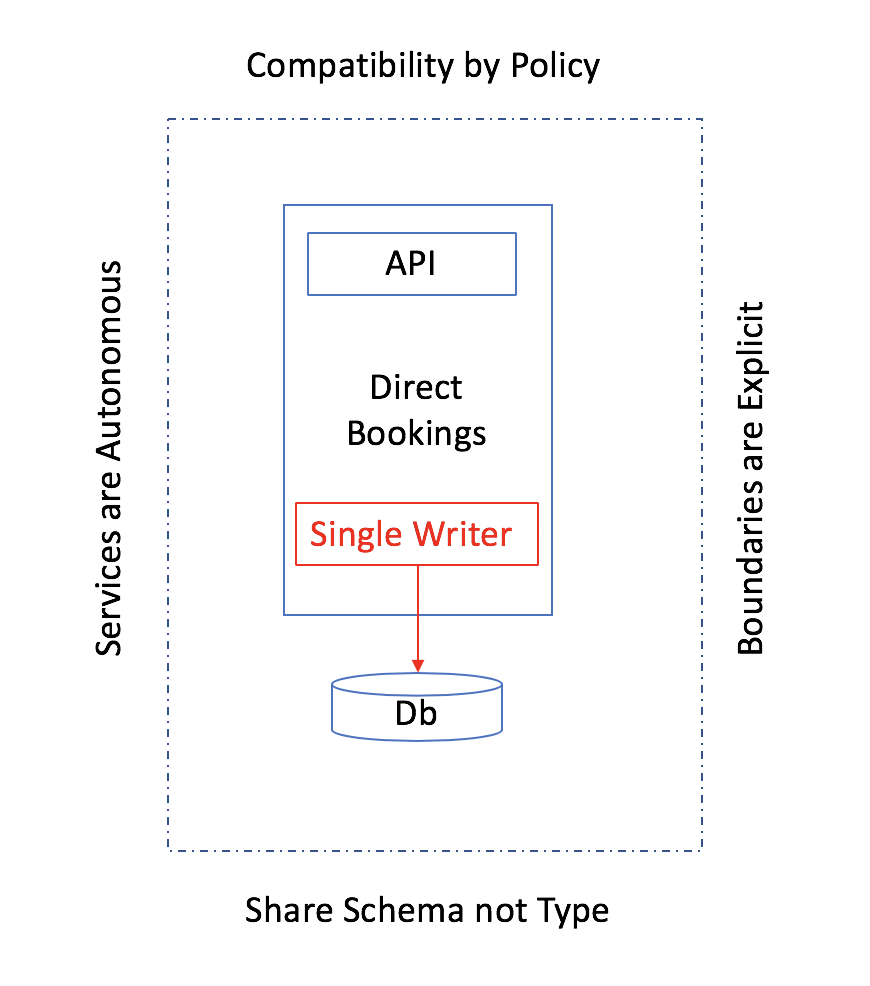 Compatibility by Policy
Services are Autonomous
API
Direct
Bookings
Single Writer
Db
Boundaries are Explicit
Share Schema not Type